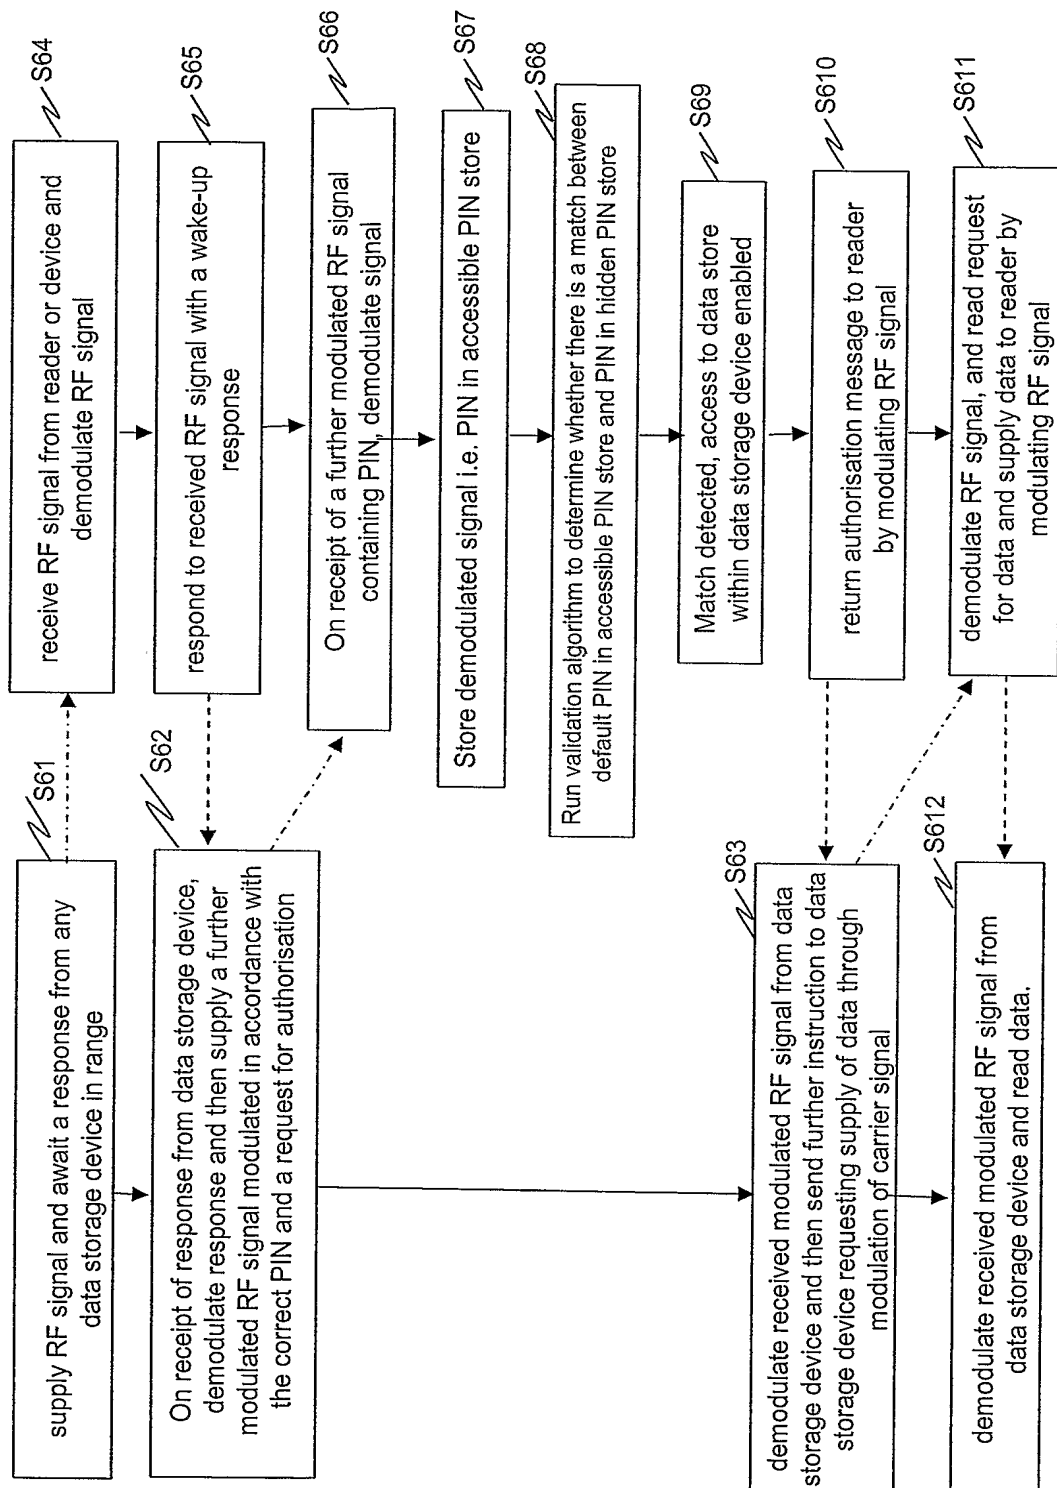 supply RF signal and await a response from any
data storage device in range
S61
On receipt of response from data storage device,
demodulate response and then supply a further
modulated RF signal modulated in accordance with
the correct PIN and a request for authorisation
S62
demodulate received modulated RF signal from data
storage device and then send further instruction to data
storage device requesting supply of data through
modulation of carrier signal
S63
demodulate received modulated RF signal from
data storage device and read data.
S612
receive RF signal from reader or device and
demodulate RF signal
S64
respond to received RF signal with a wake-up
response
S65
On receipt of a further modulated RF signal
containing PIN, demodulate signal
S66
Store demodulated signal i.e. PIN in accessible PIN store
S67
Run validation algorithm to determine whether there is a match between
default PIN in accessible PIN store and PIN in hidden PIN store
S68
Match detected, access to data store
within data storage device enabled
S69
return authorisation message to reader
by modulating RF signal
S610
demodulate RF signal, and read request
for data and supply data to reader by
modulating RF signal
S611